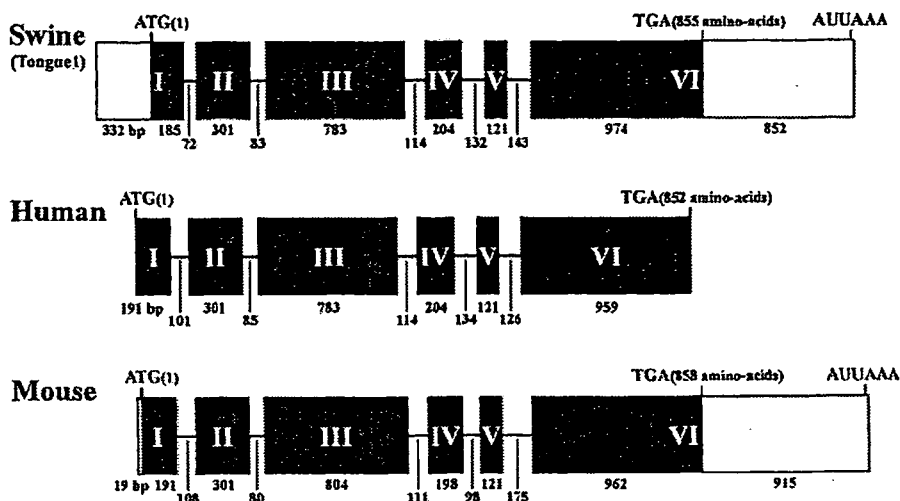 ATG(1) TGA(855 amino-acids) AUUAAA
Swine
(Tongue1)
I II III IV V VI
332 bp 185 301 783 204 121 974 852
72 83 114 132 143
ATG(1) TGA(852 amino-acids)
Human
I II III IV V VI
191 bp 301 783 204 121 959
101 85 114 134 126
ATG(1) TGA(858 amino-acids) AUUAAA
Mouse
I II III IV V VI
19 bp 191 301 804 198 121 962 915
108 80 111 98 175